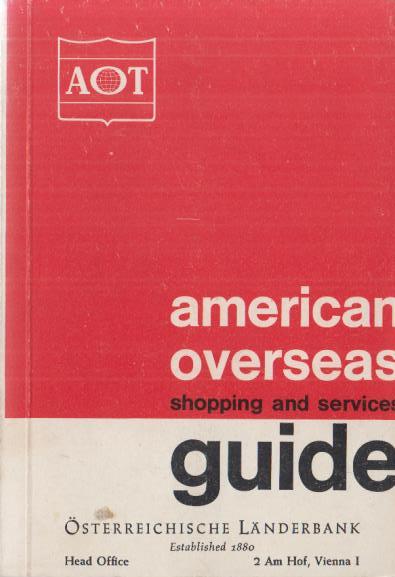 AOT
american
overseas
shopping and services
guide
ÖSTERREICHISCHE LÄNDERBANK
Established 1880
Head Office 2 Am Hof, Vienna I